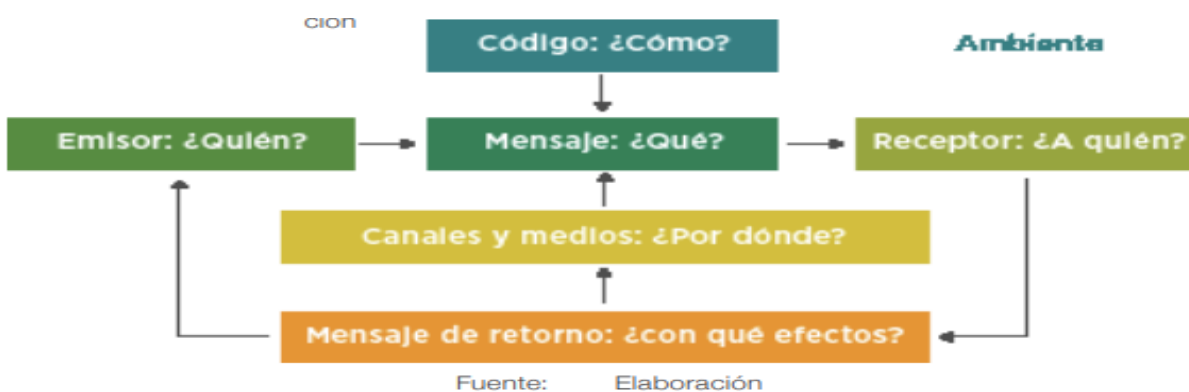 ción
Código: ¿Cómo?
Ambiente
Emisor: ¿Quién?
Mensaje: ¿Qué?
Receptor: ¿A quién?
Canales y medios: ¿Por dónde?
Mensaje de retorno: ¿con qué efectos?
Fuente: Elaboración